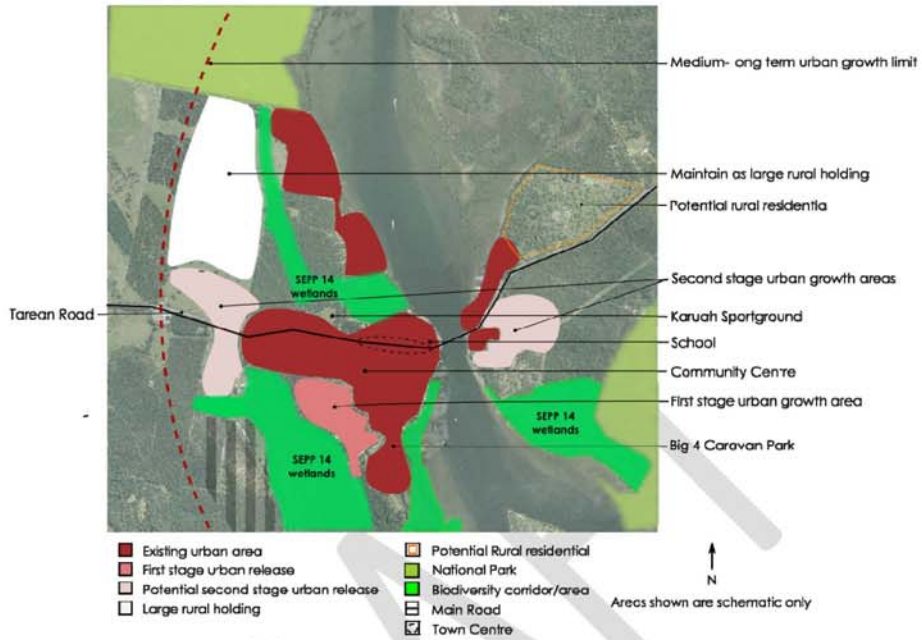 Medium- ong term urban growth limit
Maintain as large rural holding
Potential rural residentia
SEPP 14
wetlands
Second stage urban growth areas
Tarean Road
Karuah Sportground
School
Community Centre
First stage urban growth area
SEPP 14
wetlands
SEPP 14
wetlands
Big 4 Caravan Park
Existing urban area
First stage urban release
Potential second stage urban release
Large rural holding
Potential Rural residential
National Park
Biodiversity corridor/area
Main Road
Town Centre
N
Areas shown are schematic only